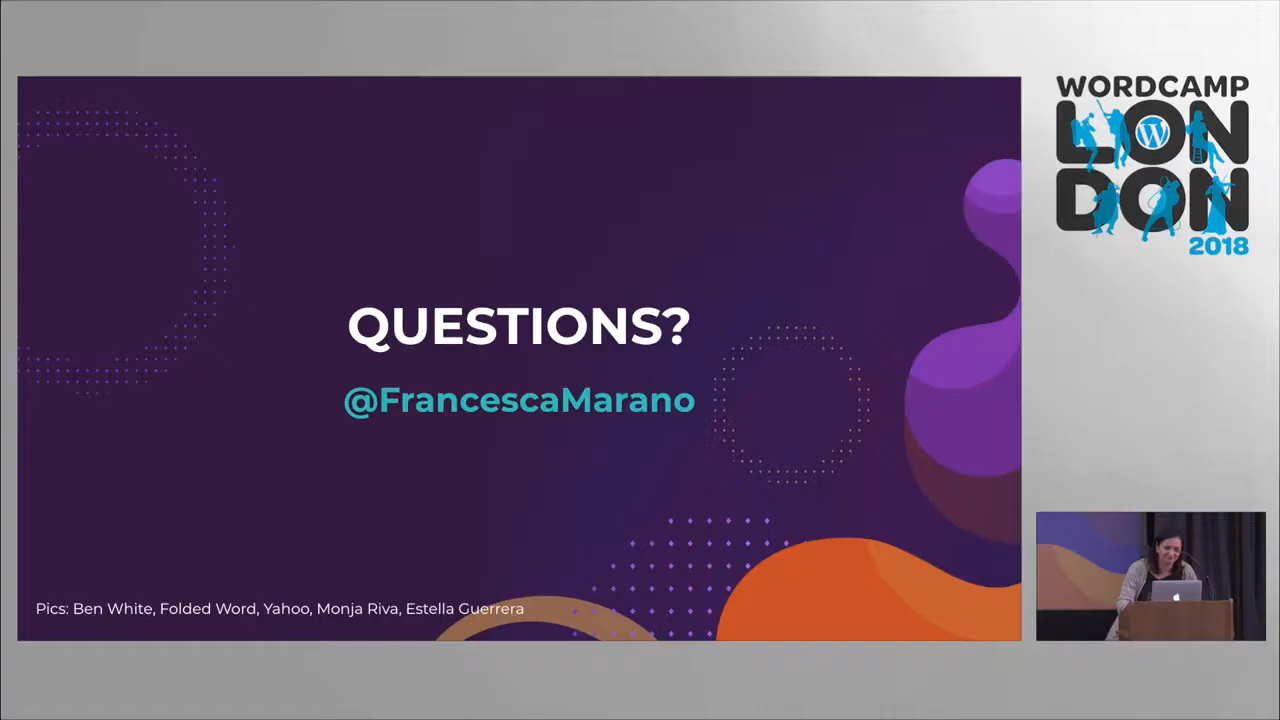 QUESTIONS?
@FrancescaMarano
Pics: Ben White, Folded Word, Yahoo, Monja Riva, Estella Guerrera
WORDCAMP
LON
DON
2018